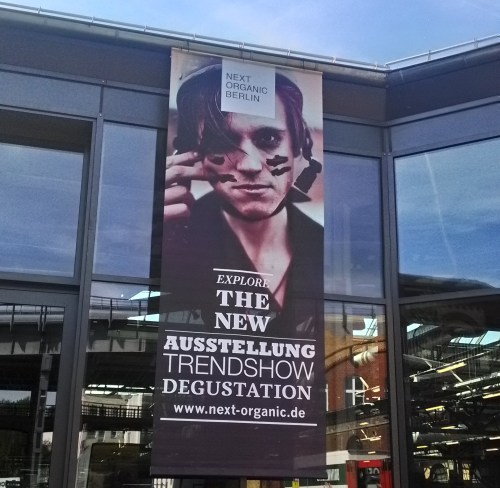 NEXT
ORGANIC
BERLIN
EXPLORE
THE
NEW
AUSSTELLUNG
TRENDSHOW
DEGUSTATION
www.next-organic.de